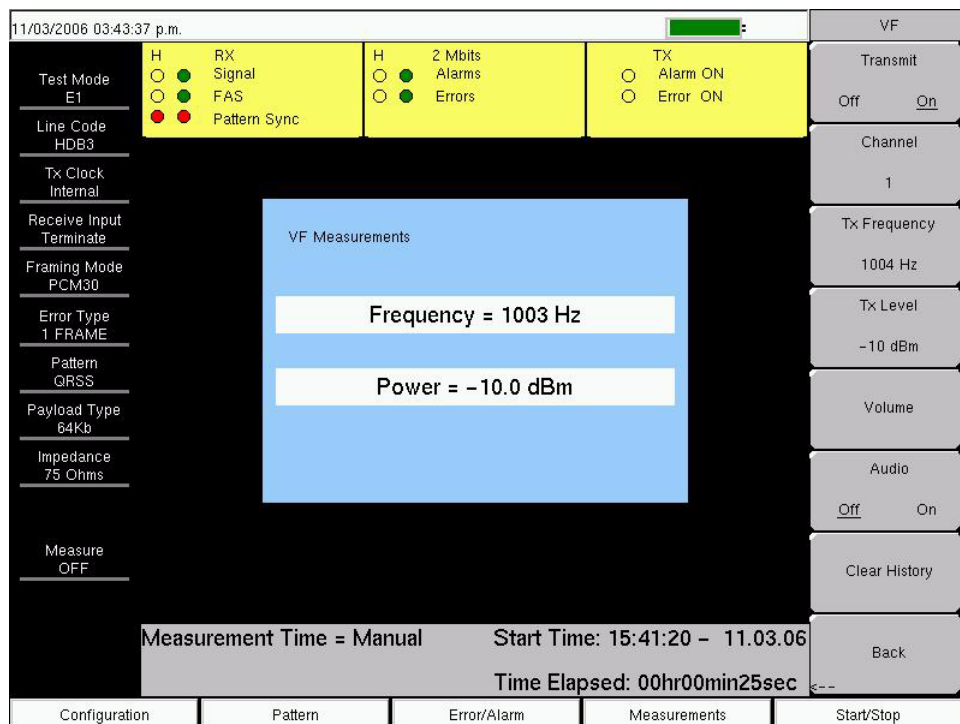 11/03/2006 03:43:37 p.m.
VF
H RX
Signal
FAS
Pattern Sync
H 2 Mbits
Alarms
Errors
TX
Alarm ON
Error ON
Test Mode
E1
Line Code
HDB3
Tx Clock
Internal
Receive Input
Terminate
Framing Mode
PCM30
Error Type
1 FRAME
Pattern
QRSS
Payload Type
64Kb
Impedance
75 Ohms
Measure
OFF
VF Measurements
Frequency = 1003 Hz
Power = -10.0 dBm
Transmit
Off On
Channel
1
Tx Frequency
1004 Hz
Tx Level
-10 dBm
Volume
Audio
Off On
Clear History
Back
<--
Measurement Time = Manual Start Time: 15:41:20 - 11.03.06
Time Elapsed: 00hr00min25sec
Configuration Pattern Error/Alarm Measurements Start/Stop